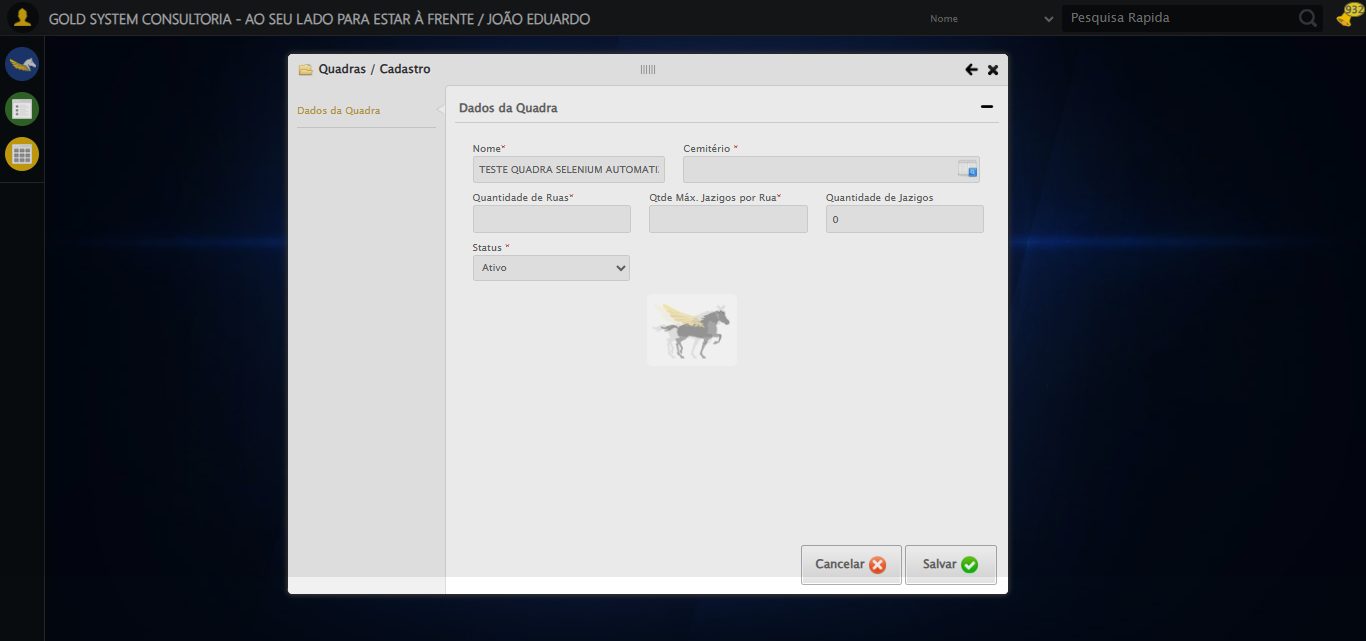 GOLD SYSTEM CONSULTORIA - AO SEU LADO PARA ESTAR À FRENTE / JOÃO EDUARDO
Nome
Pesquisa Rapida
932
Quadras / Cadastro
Dados da Quadra
Dados da Quadra
Nome*
Cemitério *
TESTE QUADRA SELENIUM AUTOMATI
Quantidade de Ruas*
Qtde Máx. Jazigos por Rua*
Quantidade de Jazigos
0
Status *
Ativo
Cancelar
Salvar